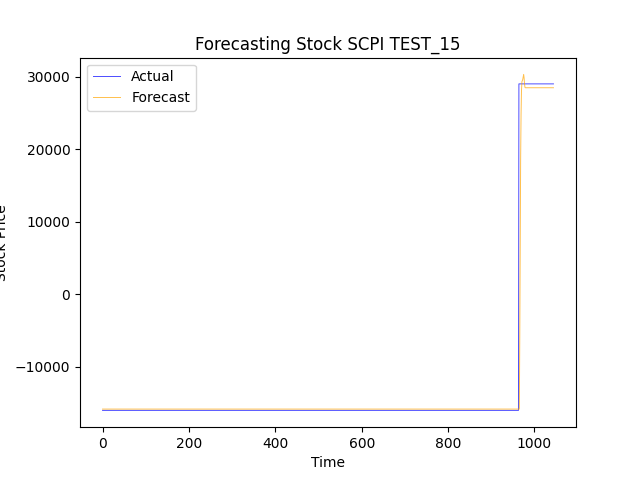 Forecasting Stock SCPI TEST_15
Actual
Forecast
30000
20000
10000
0
−10000
Stock Price
0 200 400 600 800 1000
Time